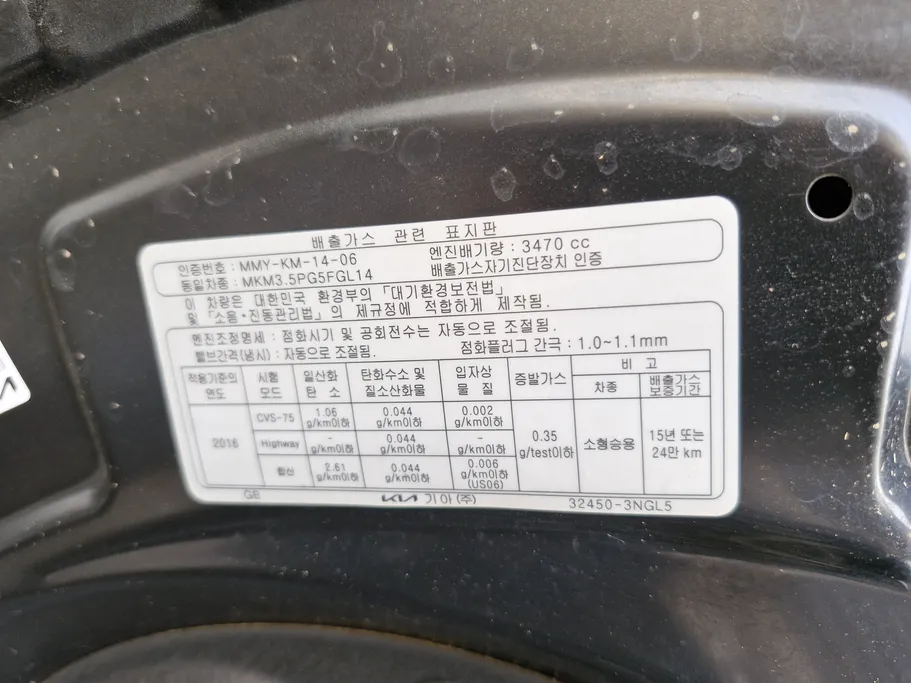 배출가스 관련 표지판
인증번호 : MMY-KM-14-06 엔진배기량 : 3470 cc
동일차종 : MKM3.5PG5FGL14 배출가스자기진단장치 인증
이 차량은 대한민국 환경부의 「대기환경보전법」
및 「소음·진동관리법」의 제규정에 적합하게 제작됨.
엔진조정명세 : 점화시기 및 공회전수는 자동으로 조절됨.
밸브간격(냉시) : 자동으로 조절됨. 점화플러그 간극 : 1.0~1.1mm
적용기준의 연도 시험 모드 일산화 탄소 탄화수소 및 질소산화물 입자상 물질 증발가스 비고
차종 배출가스 보증기간
2016 CVS-75 1.06 g/km이하 0.044 g/km이하 0.002 g/km이하 0.35 g/test이하 소형승용 15년 또는 24만 km
Highway - g/km이하 0.044 g/km이하 - g/km이하
합산 2.61 g/km이하 0.044 g/km이하 0.006 g/km이하 (US06)
GE KIA 기아(주) 32450-3NGL5